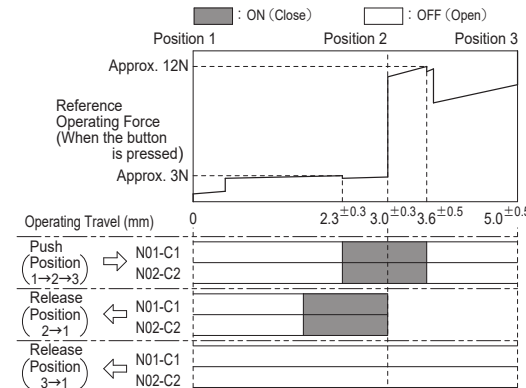 : ON (Close) : OFF (Open)
Position 1 Position 2 Position 3
Approx. 12N
Reference
Operating Force
(When the button
is pressed)
Approx. 3N
Operating Travel (mm) 0 2.3±0.3 3.0±0.3 3.6±0.5 5.0±0.5
Push
(Position
1→2→3)
N01-C1
N02-C2
Release
(Position
2→1)
N01-C1
N02-C2
Release
(Position
3→1)
N01-C1
N02-C2